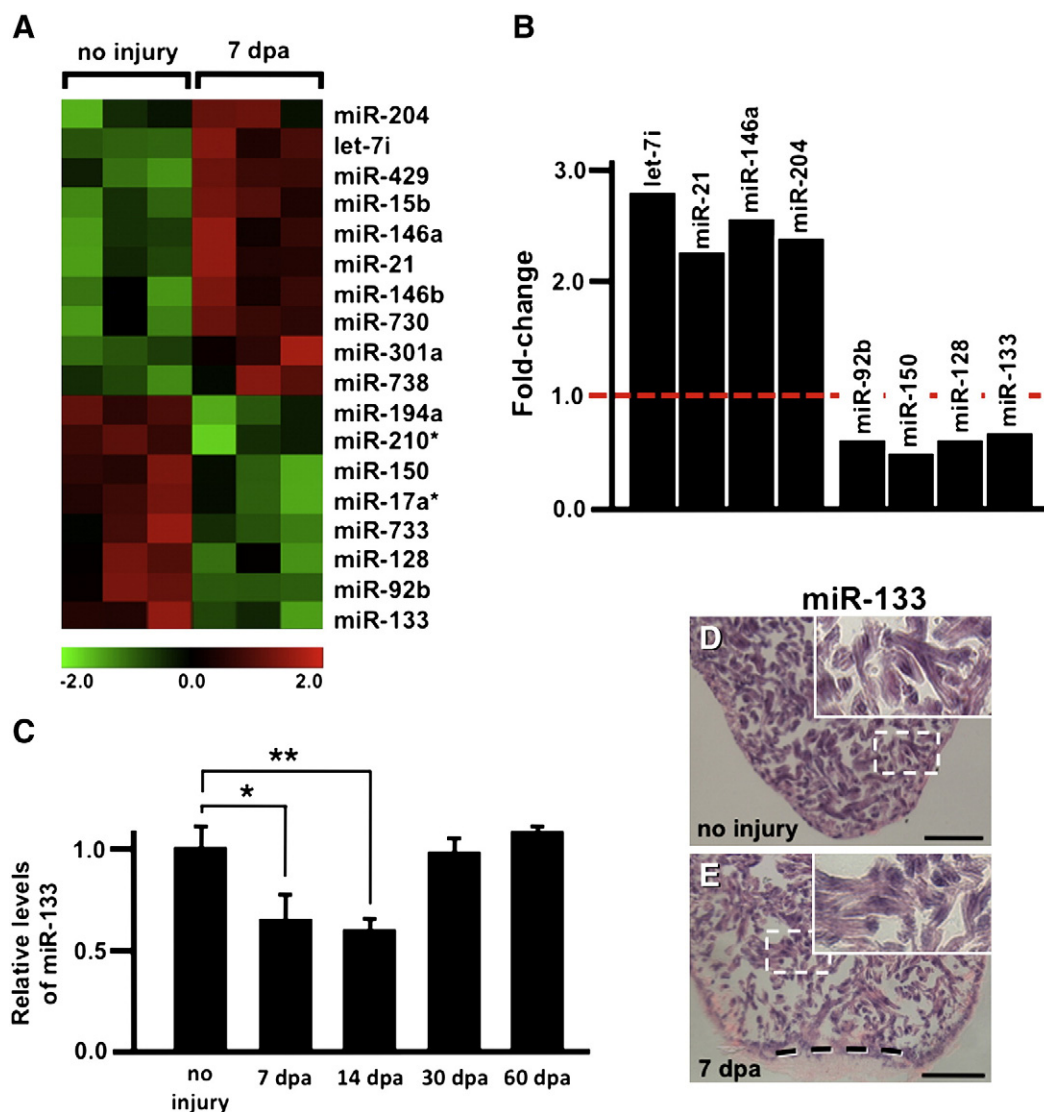 A
no injury
7 dpa
miR-204
let-7i
miR-429
miR-15b
miR-146a
miR-21
miR-146b
miR-730
miR-301a
miR-738
miR-194a
miR-210*
miR-150
miR-17a*
miR-733
miR-128
miR-92b
miR-133
-2.0
0.0
2.0
B
Fold-change
3.0
2.0
1.0
0.0
let-7i
miR-21
miR-146a
miR-204
miR-92b
miR-150
miR-128
miR-133
C
Relative levels
of miR-133
1.0
0.5
0.0
*
**
no
injury
7 dpa
14 dpa
30 dpa
60 dpa
miR-133
D
no injury
E
7 dpa